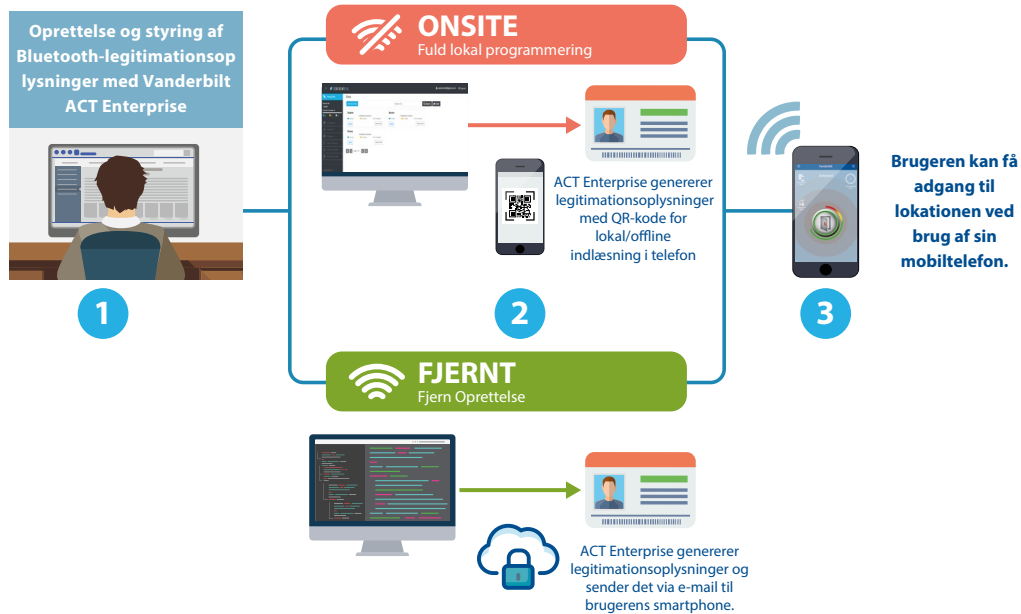 Oprettelse og styring af
Bluetooth-legitimationsop
lysninger med Vanderbilt
ACT Enterprise
1
ONSITE
Fuld lokal programmering
ACT Enterprise genererer
legitimationsoplysninger
med QR-kode for
lokal/offline
indlæsning i telefon
2
FJERNT
Fjern Oprettelse
ACT Enterprise genererer
legitimationsoplysninger og
sender det via e-mail til
brugerens smartphone.
Brugeren kan få
adgang til
lokationen ved
brug af sin
mobiltelefon.
3